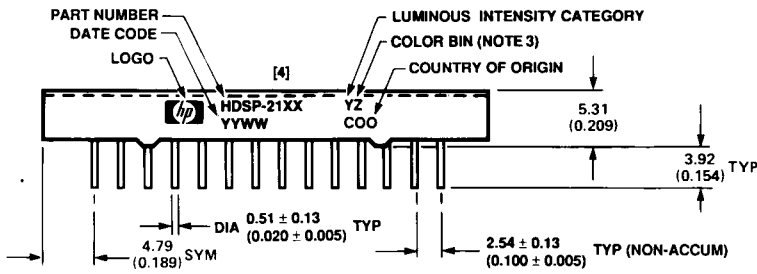 PART NUMBER
DATE CODE
LOGO
LUMINOUS INTENSITY CATEGORY
COLOR BIN (NOTE 3)
COUNTRY OF ORIGIN
[4]
hp
HDSP-21XX
YYWW
YZ
COO
5.31
(0.209)
3.92
(0.154) TYP
DIA 0.51 ± 0.13
(0.020 ± 0.005) TYP
4.79
(0.189) SYM
2.54 ± 0.13
(0.100 ± 0.005) TYP (NON-ACCUM)